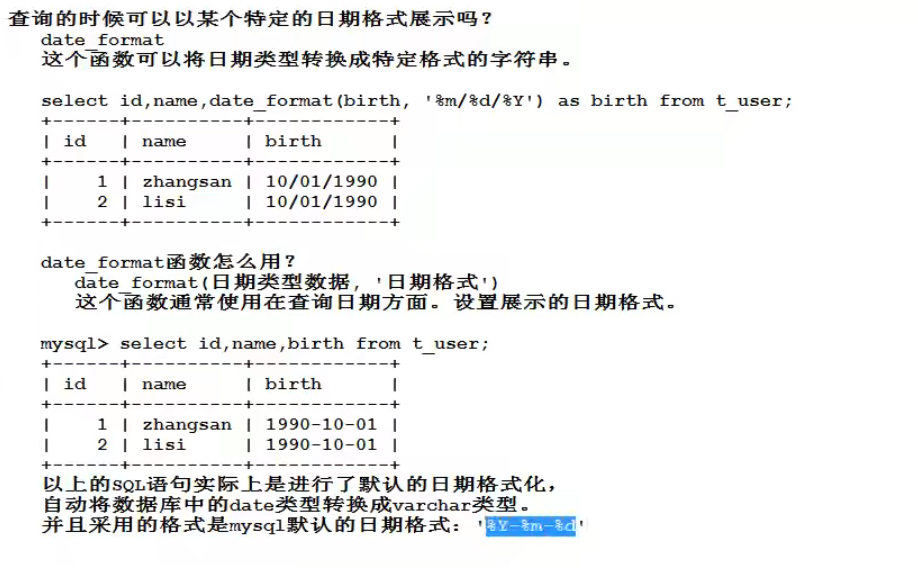 查询的时候可以以某个特定的日期格式展示吗？
date_format
这个函数可以将日期类型转换成特定格式的字符串。
select id,name,date_format(birth, '%m/%d/%Y') as birth from t_user;
+------+----------+------------+
| id   | name     | birth      |
+------+----------+------------+
|    1 | zhangsan | 10/01/1990 |
|    2 | lisi     | 10/01/1990 |
+------+----------+------------+
date_format函数怎么用？
date_format(日期类型数据, '日期格式')
这个函数通常使用在查询日期方面。设置展示的日期格式。
mysql> select id,name,birth from t_user;
+------+----------+------------+
| id   | name     | birth      |
+------+----------+------------+
|    1 | zhangsan | 1990-10-01 |
|    2 | lisi     | 1990-10-01 |
+------+----------+------------+
以上的SQL语句实际上是进行了默认的日期格式化，
自动将数据库中的date类型转换成varchar类型。
并且采用的格式是mysql默认的日期格式：'%Y-%m-%d'